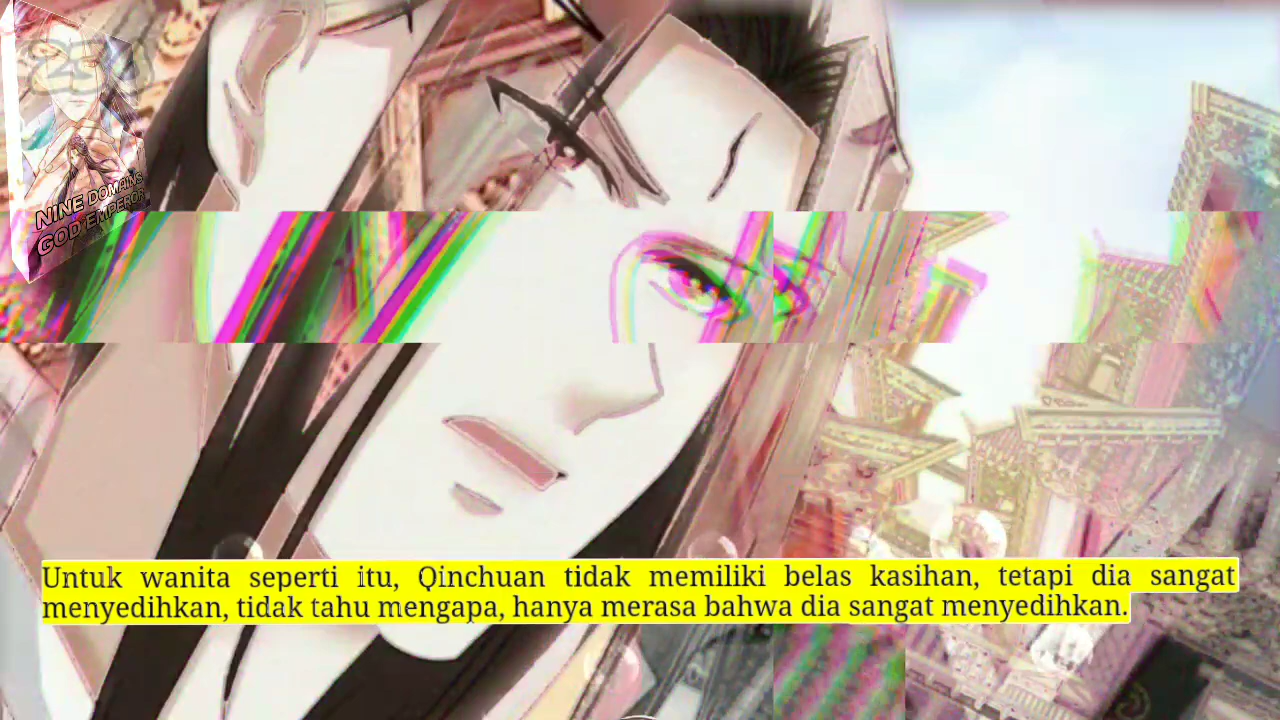 NINE DOMAINS
GOD EMPEROR
Untuk wanita seperti itu, Qinchuan tidak memiliki belas kasihan, tetapi dia sangat
menyedihkan, tidak tahu mengapa, hanya merasa bahwa dia sangat menyedihkan.